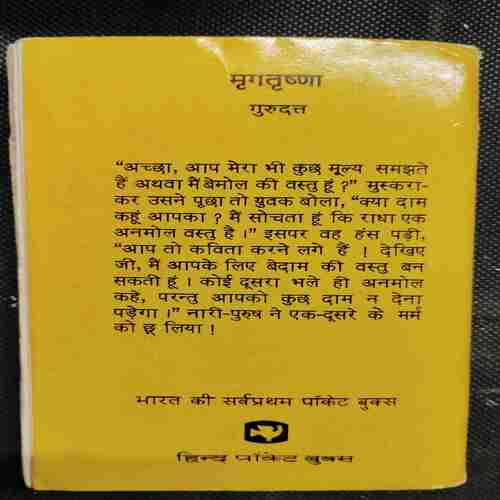 मृगतृष्णा
गुरुदत्त
“अच्छा, आप मेरा भी कुछ मूल्य समझते
हैं अथवा मैं बेमोल की वस्तु हूं ?” मुस्करा-
कर उसने पूछा तो युवक बोला, “क्या दाम
कहूं आपका ? मैं सोचता हूं कि राधा एक
अनमोल वस्तु है ।” इसपर वह हंस पड़ी,
“आप तो कविता करने लगे हैं ! देखिए
जी, मैं आपके लिए बेदाम की वस्तु बन
सकती हूं । कोई दूसरा भले ही अनमोल
कहे, परन्तु आपको कुछ दाम न देना
पड़ेगा ।” नारी-पुरुष ने एक-दूसरे के मर्म
को छू लिया !
भारत की सर्वप्रथम पॉकेट बुक्स
हिन्द पॉकेट बुक्स